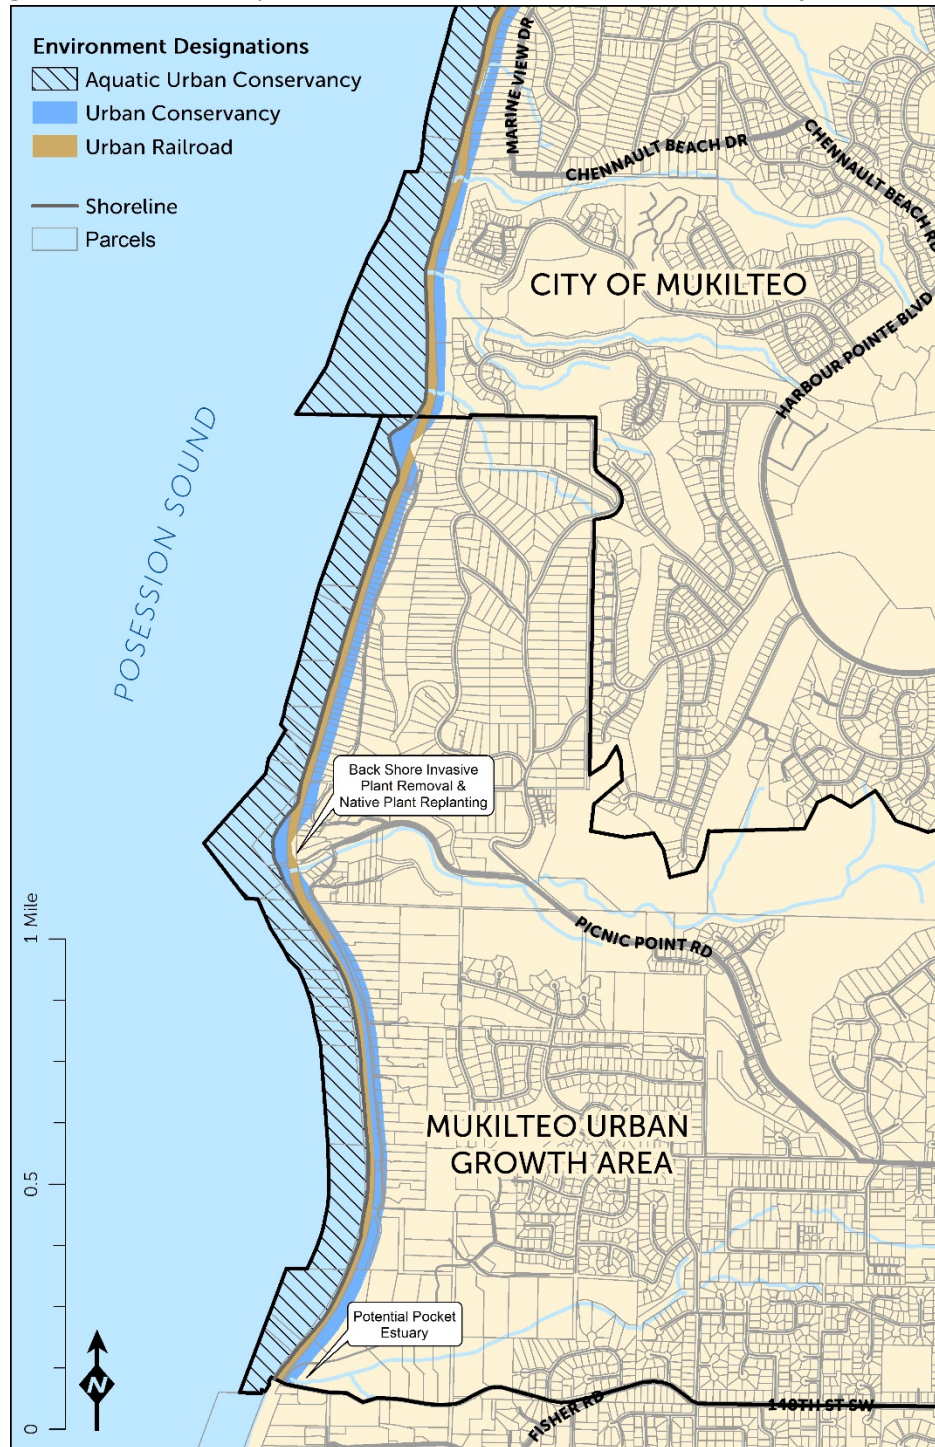 Environment Designations
Aquatic Urban Conservancy
Urban Conservancy
Urban Railroad
Shoreline
Parcels
MARINE VIEW DR
CHENNAULT BEACH DR
CHENNAULT BEACH RD
CITY OF MUKILTEO
HARBOUR POINTE BLVD
POSESSION SOUND
Back Shore Invasive
Plant Removal &
Native Plant Replanting
1 Mile
PICNIC POINT RD
MUKILTEO URBAN
GROWTH AREA
0.5
Potential Pocket
Estuary
N
0
FISHER RD
148TH ST SW